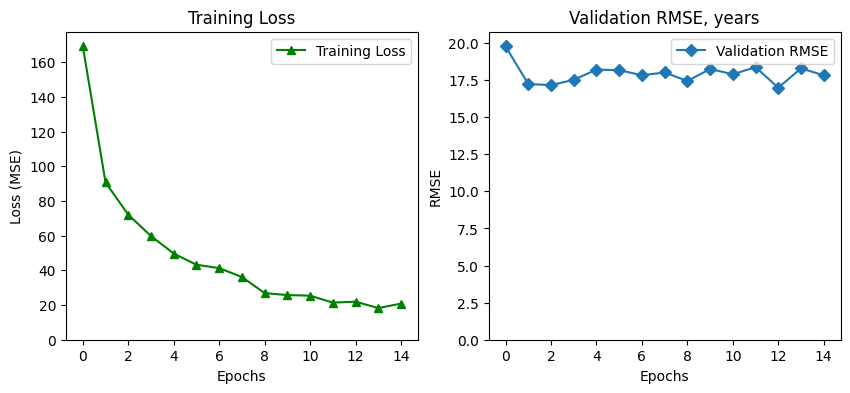 Training Loss
Training Loss
Loss (MSE)
160
140
120
100
80
60
40
20
0
0 2 4 6 8 10 12 14
Epochs
Validation RMSE, years
Validation RMSE
RMSE
20.0
17.5
15.0
12.5
10.0
7.5
5.0
2.5
0.0
0 2 4 6 8 10 12 14
Epochs